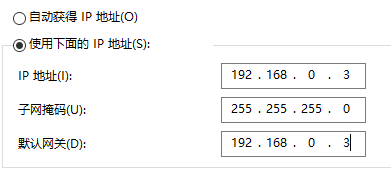 自动获得 IP 地址(O)
使用下面的 IP 地址(S):
IP 地址(I): 192 . 168 . 0 . 3
子网掩码(U): 255 . 255 . 255 . 0
默认网关(D): 192 . 168 . 0 . 3